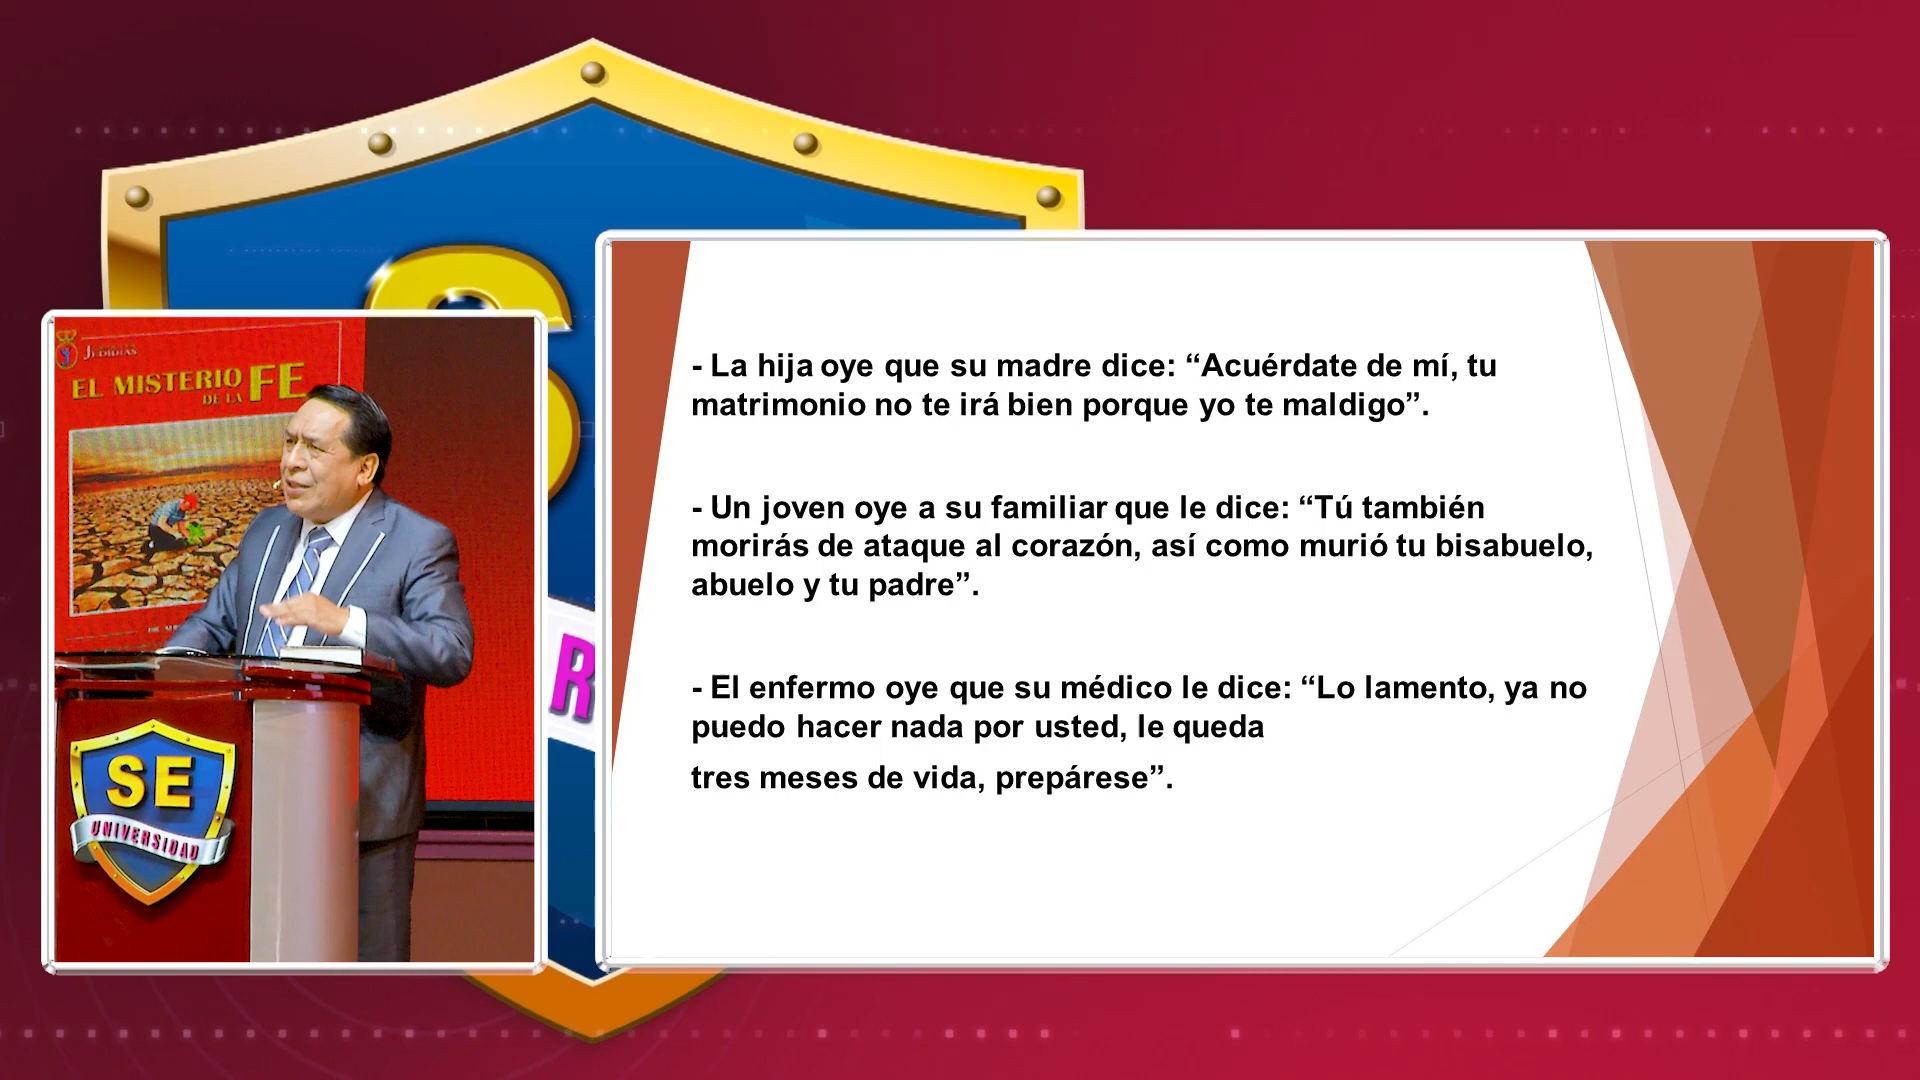 JEDIDIAS
EL MISTERIO
DE LA FE
SE
UNIVERSIDAD
S
R
- La hija oye que su madre dice: “Acuérdate de mí, tu
matrimonio no te irá bien porque yo te maldigo”.
- Un joven oye a su familiar que le dice: “Tú también
morirás de ataque al corazón, así como murió tu bisabuelo,
abuelo y tu padre”.
- El enfermo oye que su médico le dice: “Lo lamento, ya no
puedo hacer nada por usted, le queda
tres meses de vida, prepárese”.